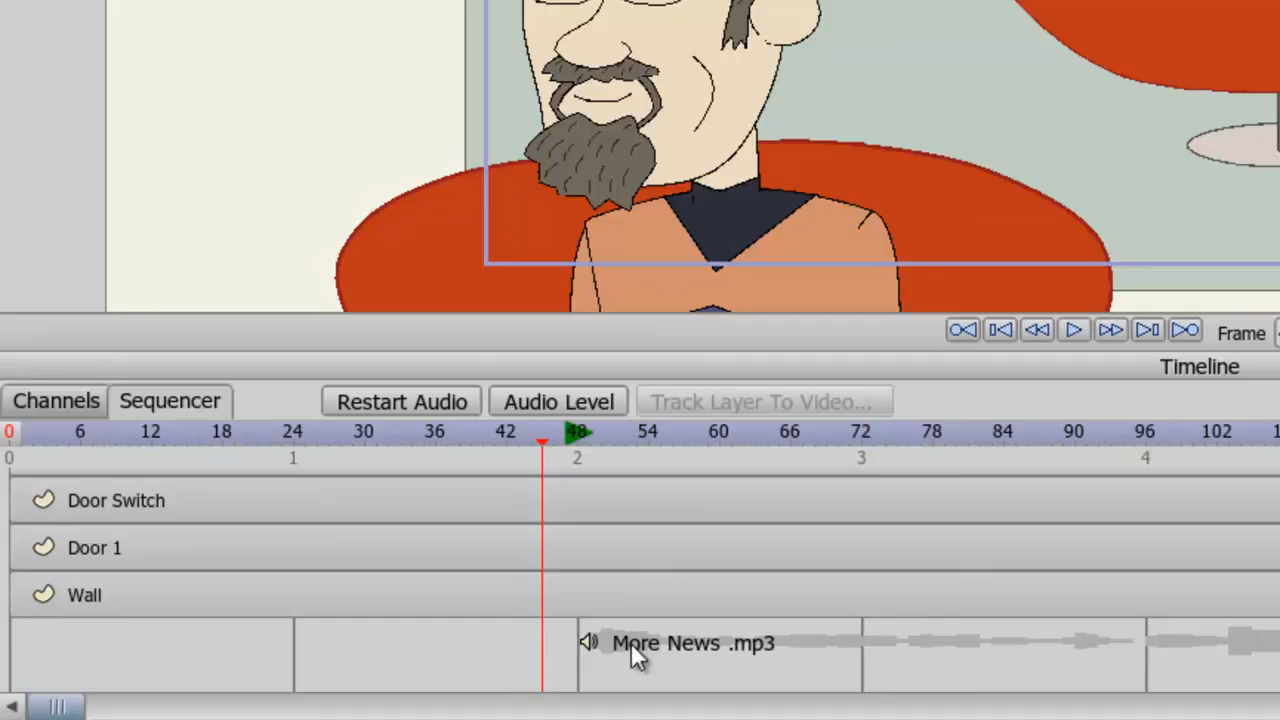 Frame
Timeline
Channels Sequencer Restart Audio Audio Level Track Layer To Video...
0 6 12 18 24 30 36 42 48 54 60 66 72 78 84 90 96 102
0 1 2 3 4
Door Switch
Door 1
Wall
More News .mp3